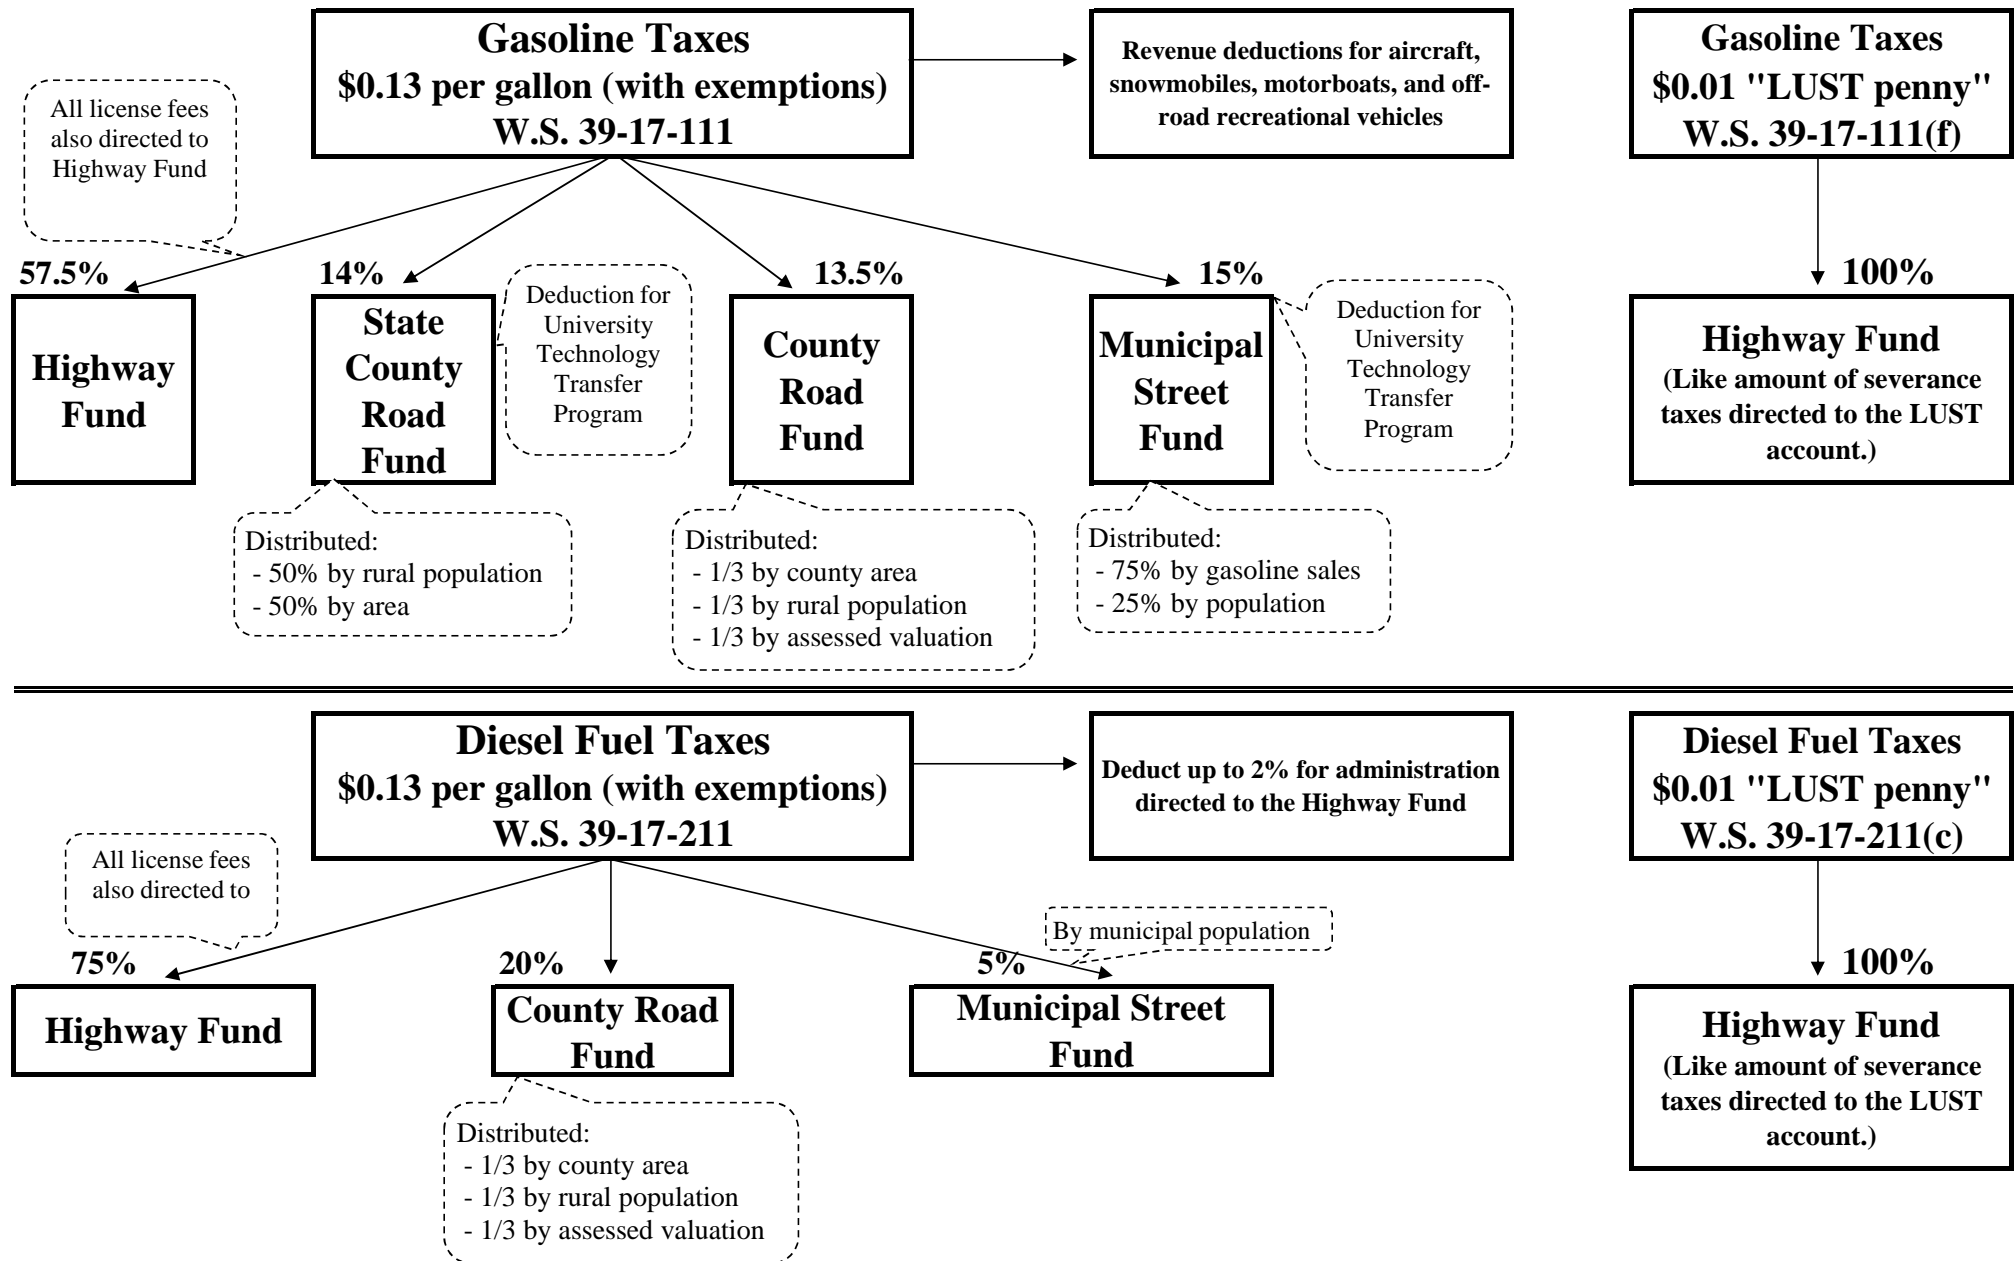 Gasoline Taxes
$0.13 per gallon (with exemptions)
W.S. 39-17-111
Revenue deductions for aircraft,
snowmobiles, motorboats, and off-
road recreational vehicles
Gasoline Taxes
$0.01 "LUST penny"
W.S. 39-17-111(f)
All license fees
also directed to
Highway Fund
57.5%
Highway
Fund
14%
State
County
Road
Fund
Deduction for
University
Technology
Transfer
Program
13.5%
County
Road
Fund
15%
Municipal
Street
Fund
Deduction for
University
Technology
Transfer
Program
100%
Highway Fund
(Like amount of severance
taxes directed to the LUST
account.)
Distributed:
- 50% by rural population
- 50% by area
Distributed:
- 1/3 by county area
- 1/3 by rural population
- 1/3 by assessed valuation
Distributed:
- 75% by gasoline sales
- 25% by population
Diesel Fuel Taxes
$0.13 per gallon (with exemptions)
W.S. 39-17-211
Deduct up to 2% for administration
directed to the Highway Fund
Diesel Fuel Taxes
$0.01 "LUST penny"
W.S. 39-17-211(c)
All license fees
also directed to
By municipal population
75%
Highway Fund
20%
County Road
Fund
5%
Municipal Street
Fund
100%
Highway Fund
(Like amount of severance
taxes directed to the LUST
account.)
Distributed:
- 1/3 by county area
- 1/3 by rural population
- 1/3 by assessed valuation